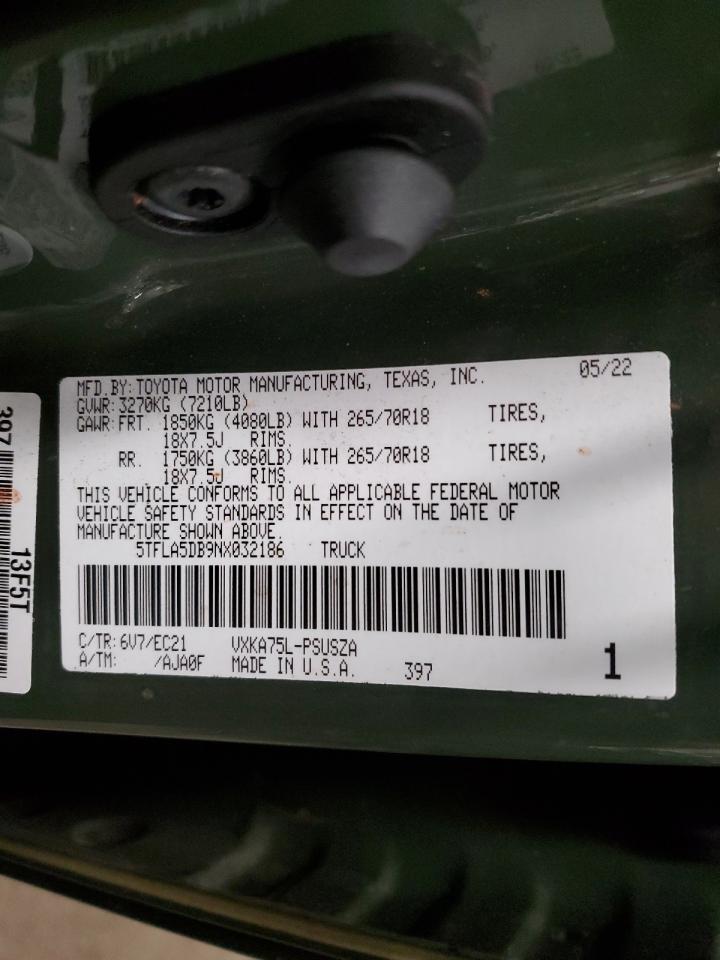 MFD.BY:TOYOTA MOTOR MANUFACTURING, TEXAS, INC. 05/22
GVWR:3270KG (7210LB)
GAWR:FRT. 1850KG (4080LB) WITH 265/70R18 TIRES,
18X7.5J RIMS.
RR. 1750KG (3860LB) WITH 265/70R18 TIRES,
18X7.5J RIMS.
THIS VEHICLE CONFORMS TO ALL APPLICABLE FEDERAL MOTOR
VEHICLE SAFETY STANDARDS IN EFFECT ON THE DATE OF
MANUFACTURE SHOWN ABOVE.
5TFLA5DB9NX032186 TRUCK
C/TR:6V7/EC21 VXKA75L-PSUSZA
A/TM: /AJA0F MADE IN U.S.A. 397 1
397
13F5T